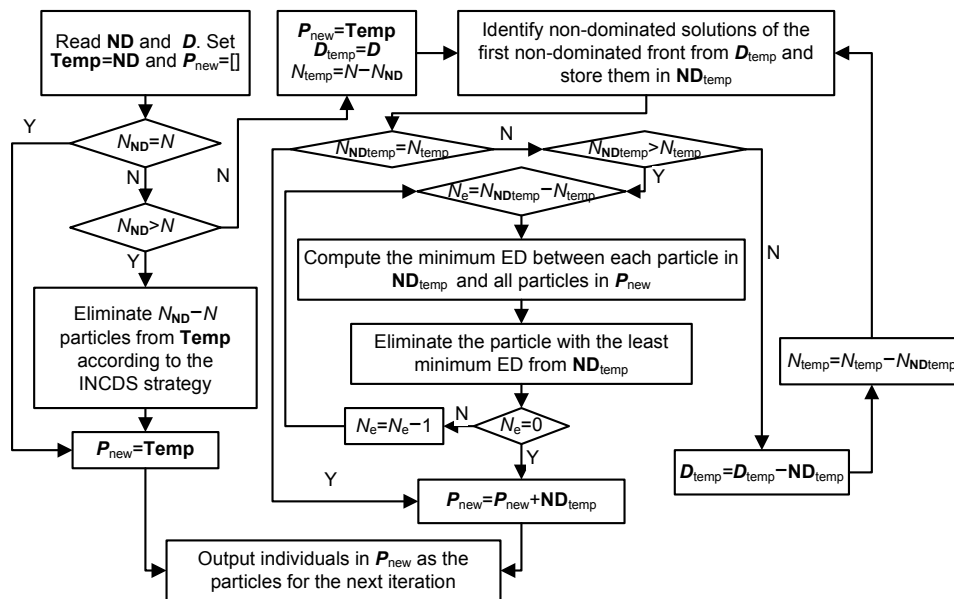 Read ND and D. Set
Temp=ND and Pnew=[]
Y
NND=N
N
N
NND>N
Y
Eliminate NND−N
particles from Temp
according to the
INCDS strategy
Pnew=Temp
Pnew=Temp
Dtemp=D
Ntemp=N−NND
Identify non-dominated solutions of the
first non-dominated front from Dtemp and
store them in NDtemp
NNDtemp=Ntemp
N
NNDtemp>Ntemp
Y
Ne=NNDtemp−Ntemp
N
Compute the minimum ED between each particle in
NDtemp and all particles in Pnew
Eliminate the particle with the least
minimum ED from NDtemp
Ne=Ne−1
N
Ne=0
Y
Y
Pnew=Pnew+NDtemp
Ntemp=Ntemp−NNDtemp
Dtemp=Dtemp−NDtemp
Output individuals in Pnew as the
particles for the next iteration